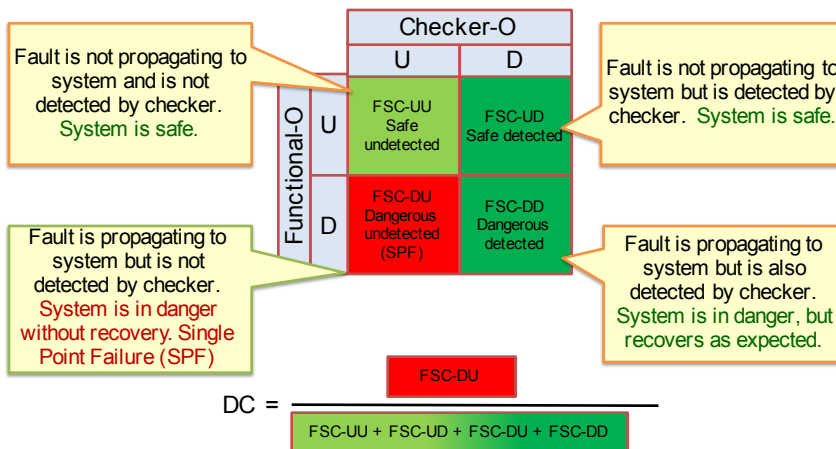 Checker-O
U
D
Functional-O
U
D
Fault is not propagating to
system and is not
detected by checker.
System is safe.
FSC-UU
Safe
undetected
FSC-UD
Safe detected
Fault is not propagating to
system but is detected by
checker. System is safe.
Fault is propagating to
system but is not
detected by checker.
System is in danger
without recovery. Single
Point Failure (SPF)
FSC-DU
Dangerous
undetected
(SPF)
FSC-DD
Dangerous
detected
Fault is propagating to
system but is also
detected by checker.
System is in danger, but
recovers as expected.
DC =
FSC-DU
FSC-UU + FSC-UD + FSC-DU + FSC-DD